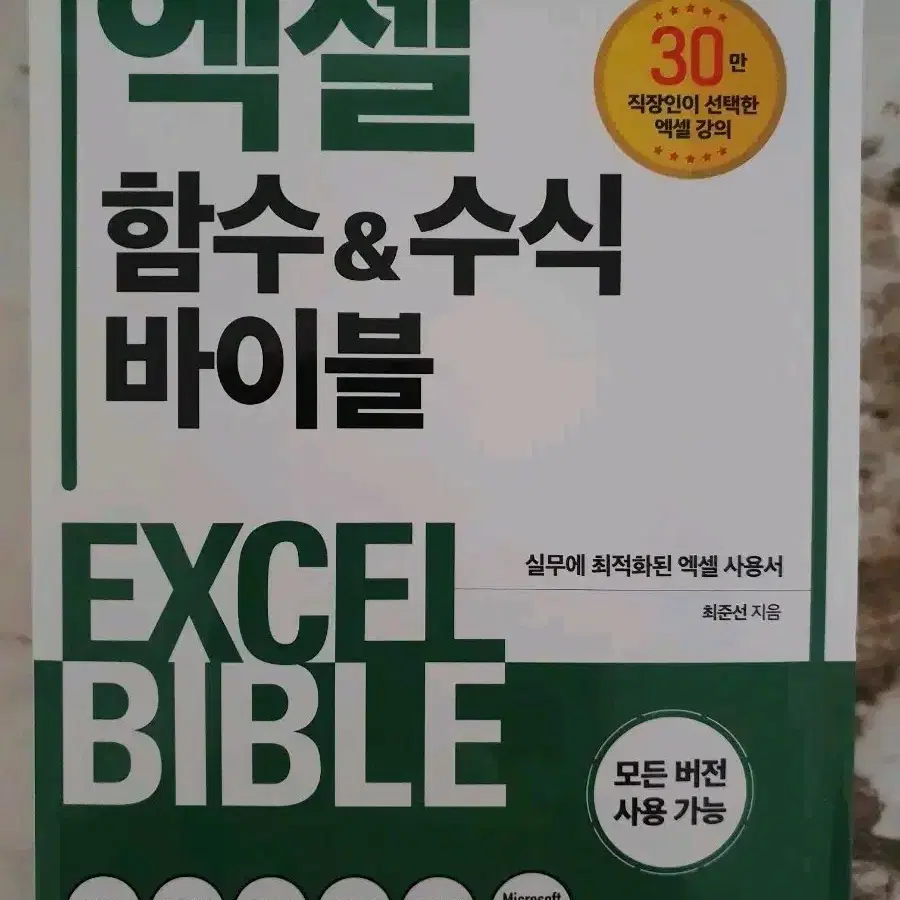 엑셀
30만
직장인이 선택한
엑셀 강의
함수&수식
바이블
EXCEL
BIBLE
실무에 최적화된 엑셀 사용서
최준선 지음
모든 버전
사용 가능
Microsoft